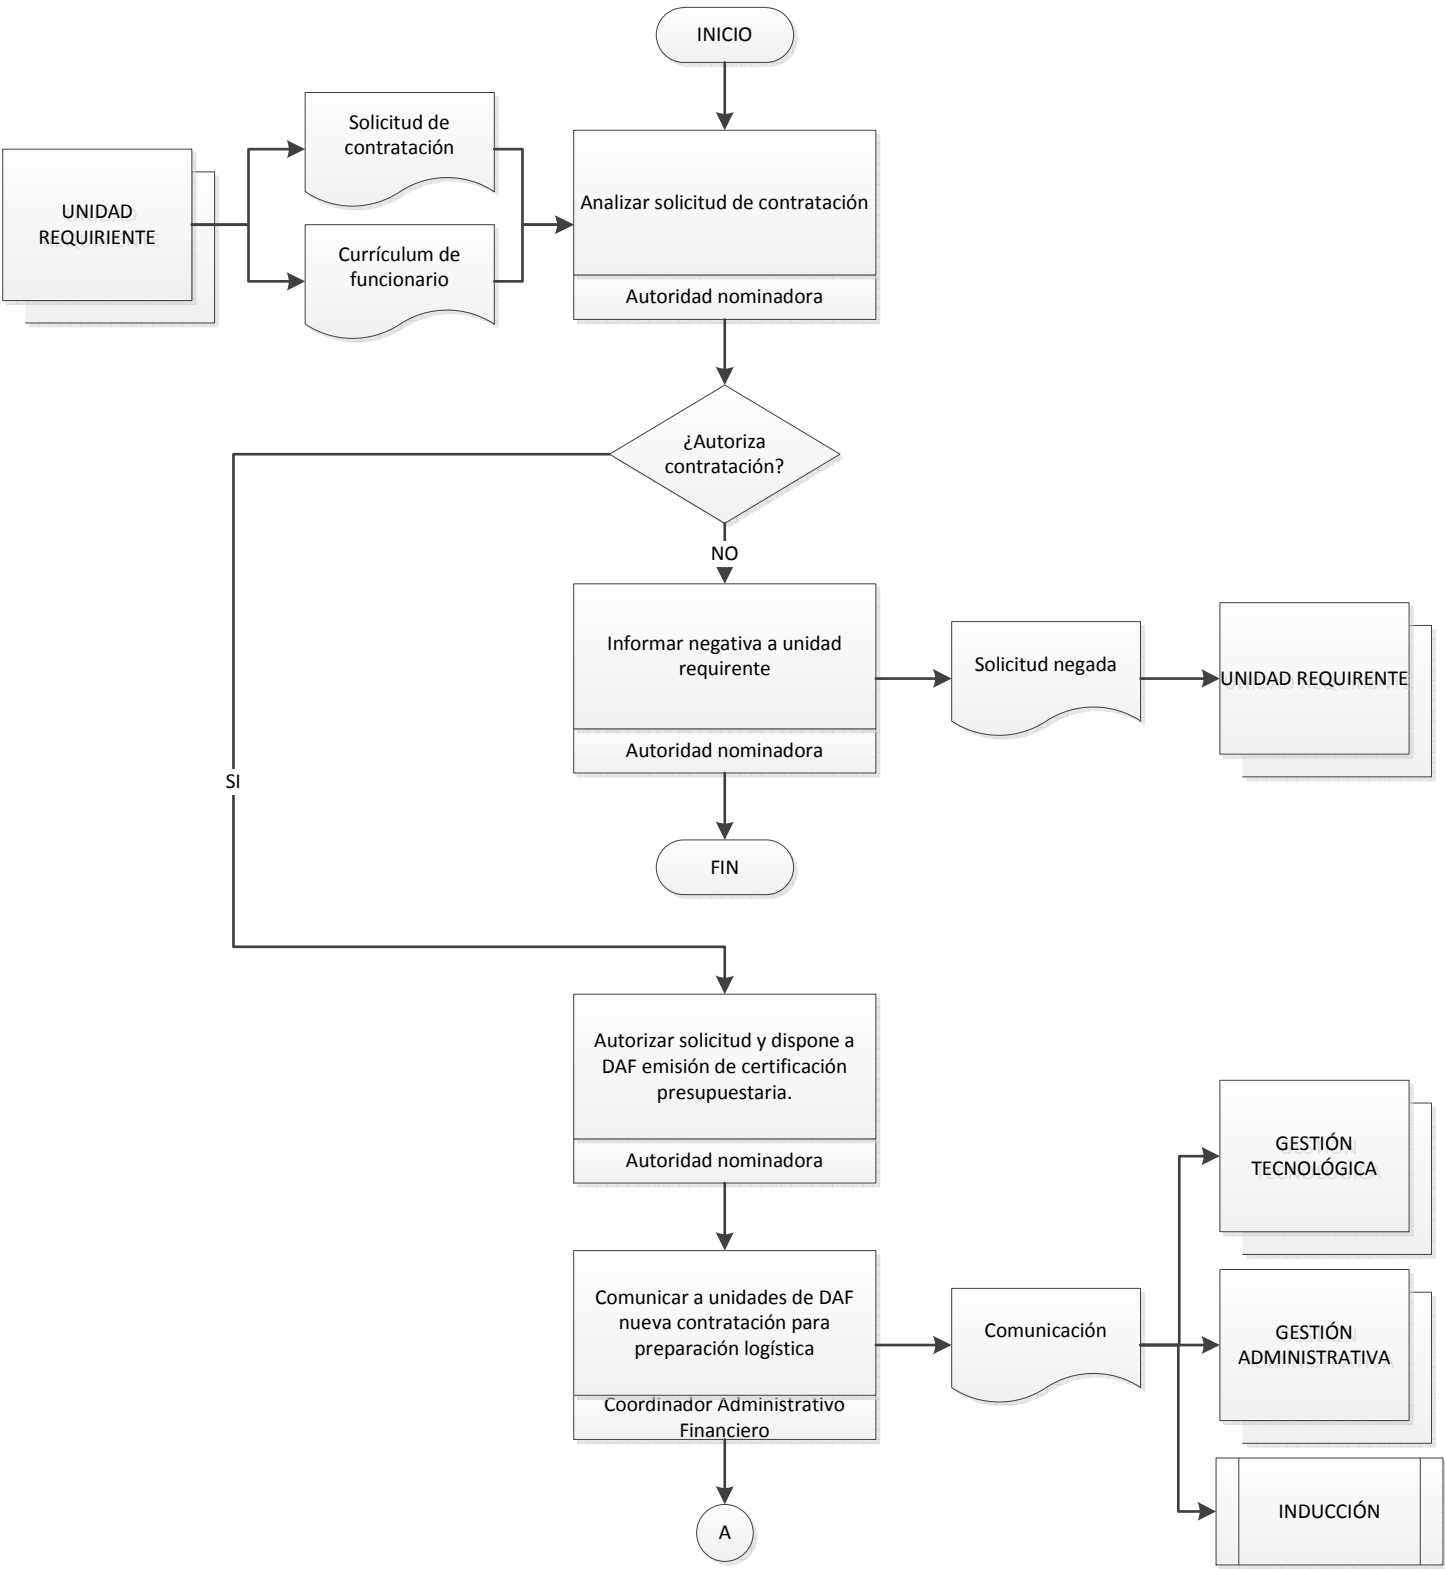 INICIO
Solicitud de
contratación
UNIDAD
REQUIRIENTE
Currículum de
funcionario
Analizar solicitud de contratación
Autoridad nominadora
¿Autoriza
contratación?
NO
Informar negativa a unidad
requirente
Autoridad nominadora
Solicitud negada
UNIDAD REQUIRENTE
SI
FIN
Autorizar solicitud y dispone a
DAF emisión de certificación
presupuestaria.
Autoridad nominadora
Comunicar a unidades de DAF
nueva contratación para
preparación logística
Coordinador Administrativo
Financiero
Comunicación
GESTIÓN
TECNOLÓGICA
GESTIÓN
ADMINISTRATIVA
INDUCCIÓN
A